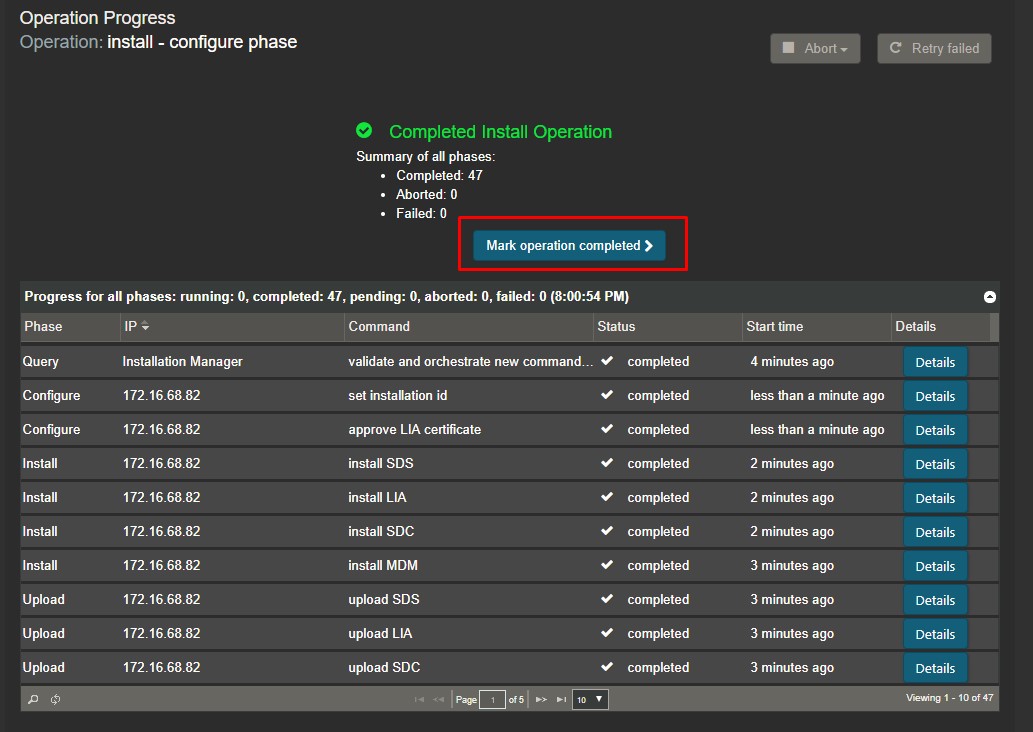 Operation Progress
Operation: install - configure phase
Abort
Retry failed
Completed Install Operation
Summary of all phases:
• Completed: 47
• Aborted: 0
• Failed: 0
Mark operation completed
Progress for all phases: running: 0, completed: 47, pending: 0, aborted: 0, failed: 0 (8:00:54 PM)
Phase IP Command Status Start time Details
Query Installation Manager validate and orchestrate new command... completed 4 minutes ago Details
Configure 172.16.68.82 set installation id completed less than a minute ago Details
Configure 172.16.68.82 approve LIA certificate completed less than a minute ago Details
Install 172.16.68.82 install SDS completed 2 minutes ago Details
Install 172.16.68.82 install LIA completed 2 minutes ago Details
Install 172.16.68.82 install SDC completed 2 minutes ago Details
Install 172.16.68.82 install MDM completed 3 minutes ago Details
Upload 172.16.68.82 upload SDS completed 3 minutes ago Details
Upload 172.16.68.82 upload LIA completed 3 minutes ago Details
Upload 172.16.68.82 upload SDC completed 3 minutes ago Details
Page 1 of 5 10 Viewing 1 - 10 of 47